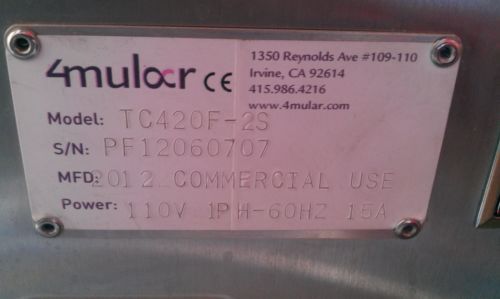 4mular CE
1350 Reynolds Ave #109-110
Irvine, CA 92614
415.986.4216
www.4mular.com
Model: TC420F-2S
S/N: PF12060707
MFD: 2012 COMMERCIAL USE
Power: 110V 1PH-60HZ 15A